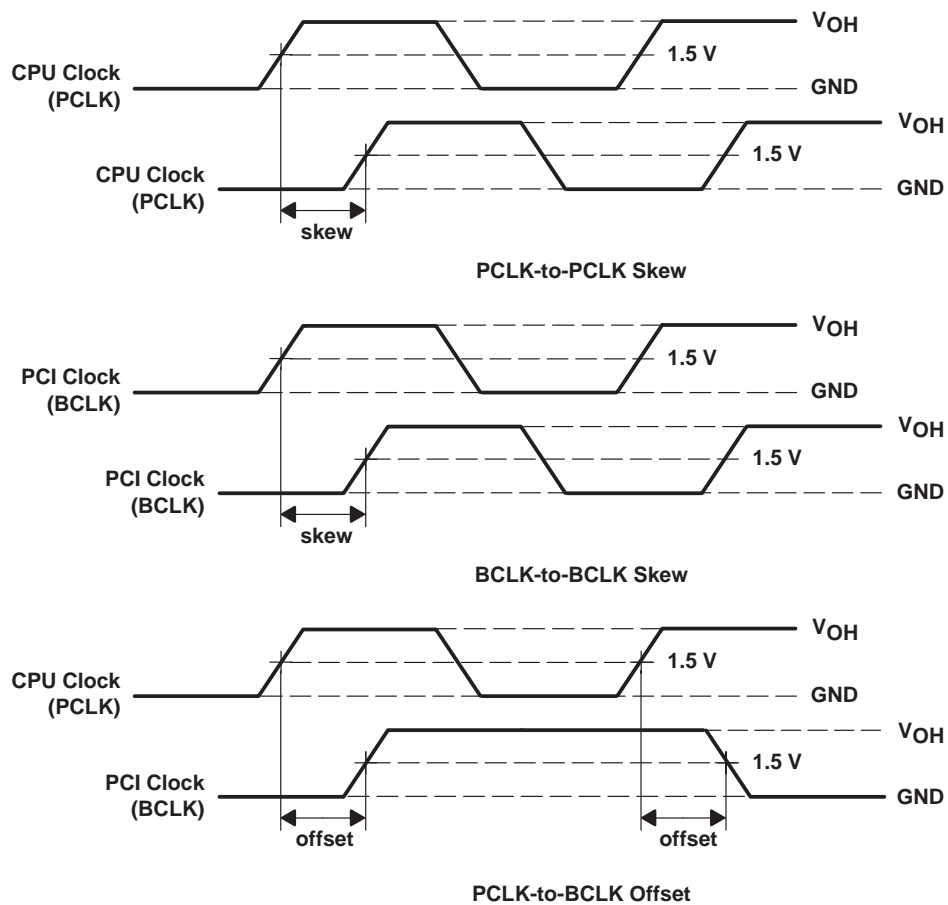 VOH
1.5 V
CPU Clock
(PCLK)
GND
VOH
1.5 V
CPU Clock
(PCLK)
GND
skew
PCLK-to-PCLK Skew
VOH
1.5 V
PCI Clock
(BCLK)
GND
VOH
1.5 V
PCI Clock
(BCLK)
GND
skew
BCLK-to-BCLK Skew
VOH
1.5 V
CPU Clock
(PCLK)
GND
VOH
1.5 V
PCI Clock
(BCLK)
GND
offset
offset
PCLK-to-BCLK Offset